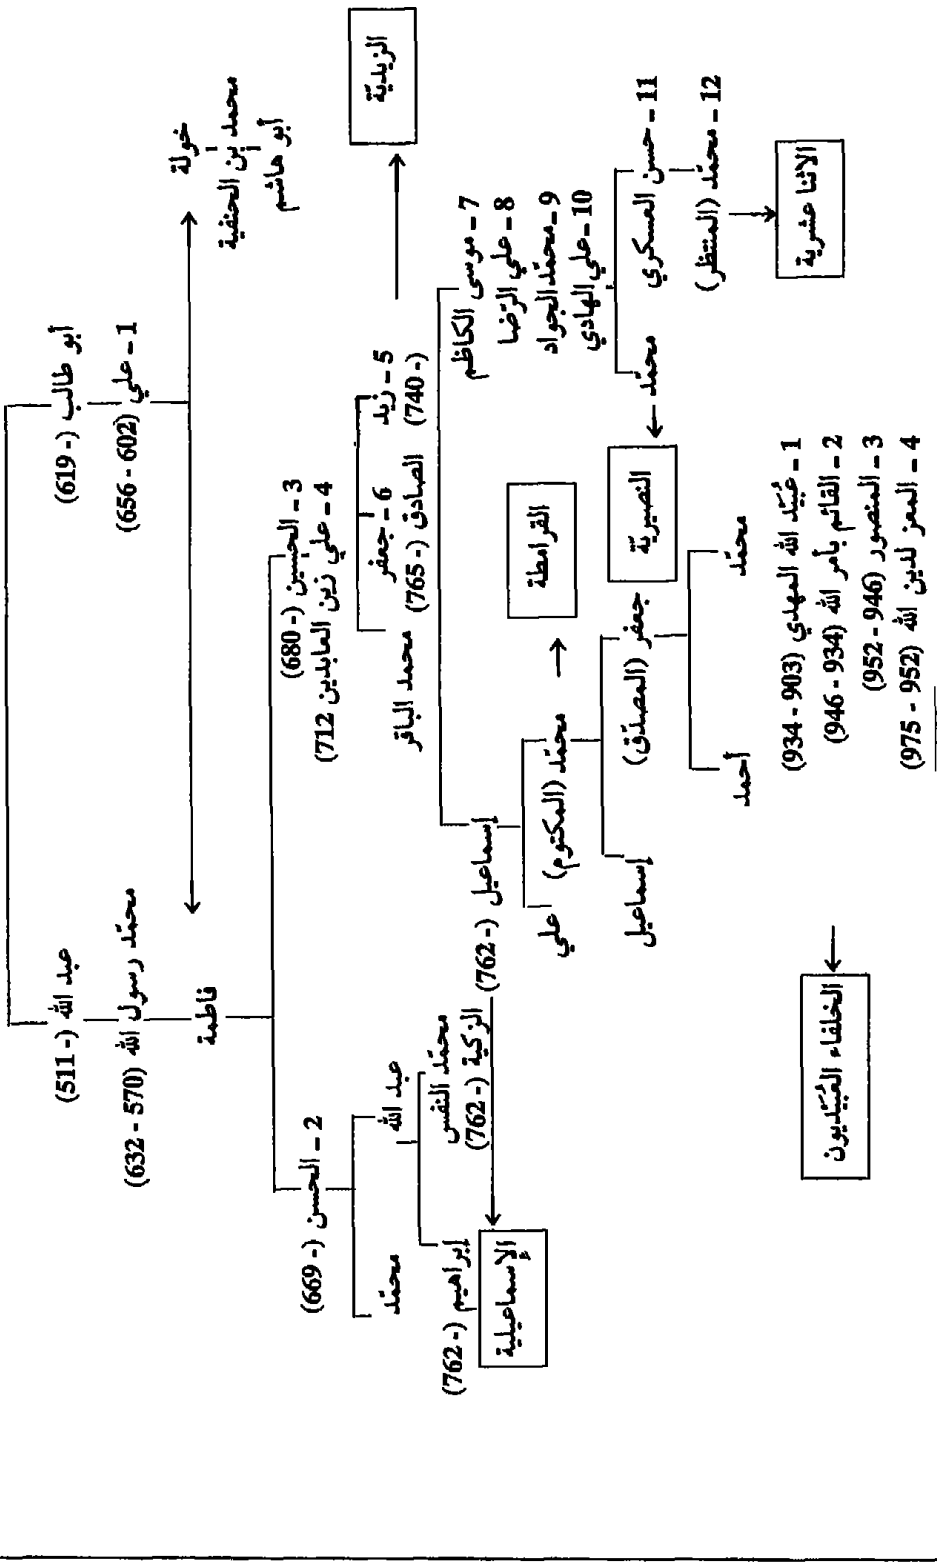 أبو طالب (- 619)
عبد الله (- 511)
1 - علي (602 - 656)
محمّد رسول الله (570 - 632)
خولة
محمد بن الحنفية
أبو هاشم
فاطمة
3 - الحسين (- 680)
4 - علي زين العابدين 712)
2 - الحسن (- 669)
الزيدية
5 - زيد
(- 740)
6 - جعفر
الصادق (- 765)
محمد الباقر
عبد الله
محمّد
محمّد النفس
الزكية (- 762)
إبراهيم
(- 762)
7 - موسى الكاظم
8 - علي الرّضا
9 - محمّد الجواد
10 - علي الهادي
إسماعيل (- 762)
الإسماعيلية
القرامطة
محمّد (المكتوم)
علي
11 - حسن العسكري
محمّد
12 - محمّد (المنتظر)
النصيريّة
جعفر (المصدّق)
إسماعيل
الاثنا عشرية
محمّد
أحمد
1 - عُبَيْد الله المهدي (903 - 934)
2 - القائم بأمر الله (934 - 946)
3 - المنصور (946 - 952)
4 - المعز لدين الله (952 - 975)
الخلفاء العُبَيْديون